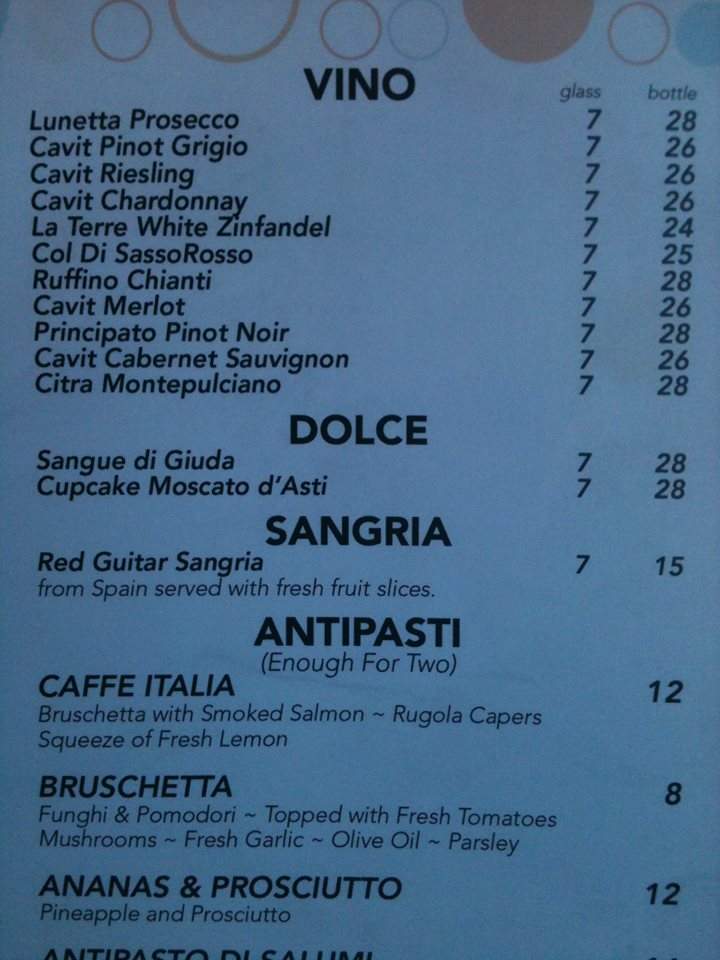 VINO
glass bottle
Lunetta Prosecco 7 28
Cavit Pinot Grigio 7 26
Cavit Riesling 7 26
Cavit Chardonnay 7 26
La Terre White Zinfandel 7 24
Col Di SassoRosso 7 25
Ruffino Chianti 7 28
Cavit Merlot 7 26
Principato Pinot Noir 7 28
Cavit Cabernet Sauvignon 7 26
Citra Montepulciano 7 28
DOLCE
Sangue di Giuda 7 28
Cupcake Moscato d'Asti 7 28
SANGRIA
Red Guitar Sangria 7 15
from Spain served with fresh fruit slices.
ANTIPASTI
(Enough For Two)
CAFFE ITALIA 12
Bruschetta with Smoked Salmon ~ Rugola Capers
Squeeze of Fresh Lemon
BRUSCHETTA 8
Funghi & Pomodori ~ Topped with Fresh Tomatoes
Mushrooms ~ Fresh Garlic ~ Olive Oil ~ Parsley
ANANAS & PROSCIUTTO 12
Pineapple and Prosciutto
ANTIPASTO DI SALUMI